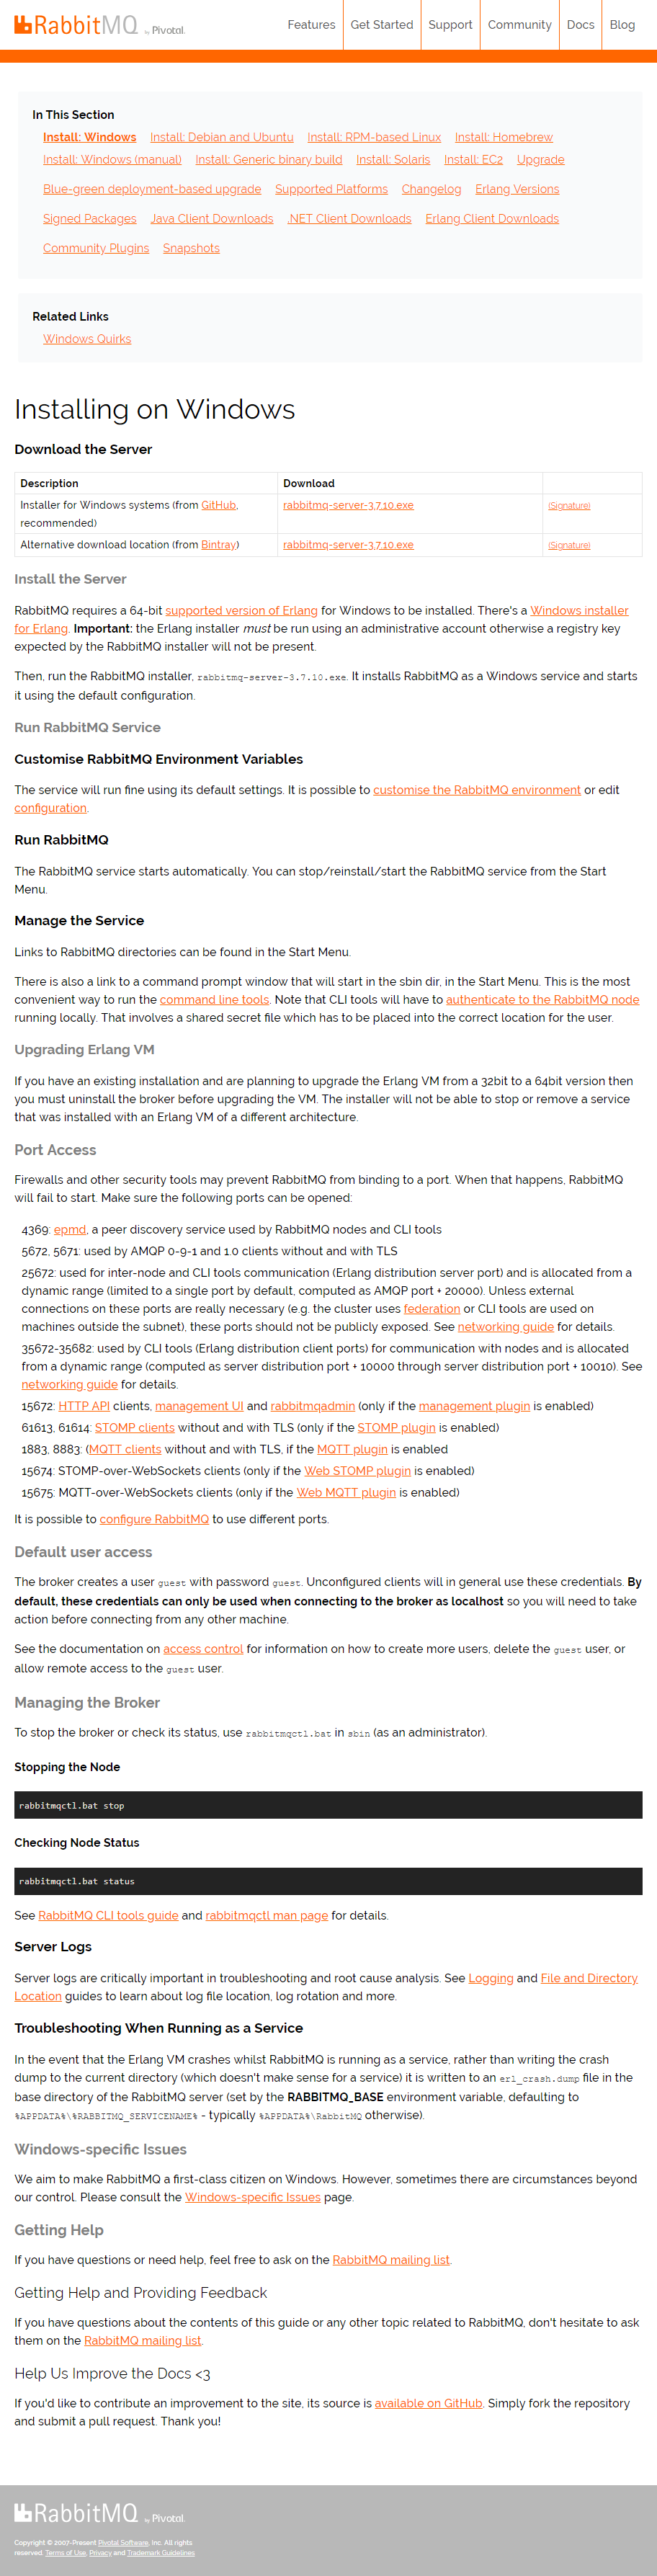 RabbitMQ by Pivotal.
Features Get Started Support Community Docs Blog
In This Section
Install: Windows Install: Debian and Ubuntu Install: RPM-based Linux Install: Homebrew
Install: Windows (manual) Install: Generic binary build Install: Solaris Install: EC2 Upgrade
Blue-green deployment-based upgrade Supported Platforms Changelog Erlang Versions
Signed Packages Java Client Downloads .NET Client Downloads Erlang Client Downloads
Community Plugins Snapshots
Related Links
Windows Quirks
Installing on Windows
Download the Server
Description Download
Installer for Windows systems (from GitHub, rabbitmq-server-3.7.10.exe (Signature)
recommended)
Alternative download location (from Bintray) rabbitmq-server-3.7.10.exe (Signature)
Install the Server
RabbitMQ requires a 64-bit supported version of Erlang for Windows to be installed. There's a Windows installer
for Erlang. Important: the Erlang installer must be run using an administrative account otherwise a registry key
expected by the RabbitMQ installer will not be present.
Then, run the RabbitMQ installer, rabbitmq-server-3.7.10.exe. It installs RabbitMQ as a Windows service and starts
it using the default configuration.
Run RabbitMQ Service
Customise RabbitMQ Environment Variables
The service will run fine using its default settings. It is possible to customise the RabbitMQ environment or edit
configuration.
Run RabbitMQ
The RabbitMQ service starts automatically. You can stop/reinstall/start the RabbitMQ service from the Start
Menu.
Manage the Service
Links to RabbitMQ directories can be found in the Start Menu.
There is also a link to a command prompt window that will start in the sbin dir, in the Start Menu. This is the most
convenient way to run the command line tools. Note that CLI tools will have to authenticate to the RabbitMQ node
running locally. That involves a shared secret file which has to be placed into the correct location for the user.
Upgrading Erlang VM
If you have an existing installation and are planning to upgrade the Erlang VM from a 32bit to a 64bit version then
you must uninstall the broker before upgrading the VM. The installer will not be able to stop or remove a service
that was installed with an Erlang VM of a different architecture.
Port Access
Firewalls and other security tools may prevent RabbitMQ from binding to a port. When that happens, RabbitMQ
will fail to start. Make sure the following ports can be opened:
4369: epmd, a peer discovery service used by RabbitMQ nodes and CLI tools
5672, 5671: used by AMQP 0-9-1 and 1.0 clients without and with TLS
25672: used for inter-node and CLI tools communication (Erlang distribution server port) and is allocated from a
dynamic range (limited to a single port by default, computed as AMQP port + 20000). Unless external
connections on these ports are really necessary (e.g. the cluster uses federation or CLI tools are used on
machines outside the subnet), these ports should not be publicly exposed. See networking guide for details.
35672-35682: used by CLI tools (Erlang distribution client ports) for communication with nodes and is allocated
from a dynamic range (computed as server distribution port + 10000 through server distribution port + 10010). See
networking guide for details.
15672: HTTP API clients, management UI and rabbitmqadmin (only if the management plugin is enabled)
61613, 61614: STOMP clients without and with TLS (only if the STOMP plugin is enabled)
1883, 8883: (MQTT clients without and with TLS, if the MQTT plugin is enabled
15674: STOMP-over-WebSockets clients (only if the Web STOMP plugin is enabled)
15675: MQTT-over-WebSockets clients (only if the Web MQTT plugin is enabled)
It is possible to configure RabbitMQ to use different ports.
Default user access
The broker creates a user guest with password guest. Unconfigured clients will in general use these credentials. By
default, these credentials can only be used when connecting to the broker as localhost so you will need to take
action before connecting from any other machine.
See the documentation on access control for information on how to create more users, delete the guest user, or
allow remote access to the guest user.
Managing the Broker
To stop the broker or check its status, use rabbitmqctl.bat in sbin (as an administrator).
Stopping the Node
rabbitmqctl.bat stop
Checking Node Status
rabbitmqctl.bat status
See RabbitMQ CLI tools guide and rabbitmqctl man page for details.
Server Logs
Server logs are critically important in troubleshooting and root cause analysis. See Logging and File and Directory
Location guides to learn about log file location, log rotation and more.
Troubleshooting When Running as a Service
In the event that the Erlang VM crashes whilst RabbitMQ is running as a service, rather than writing the crash
dump to the current directory (which doesn't make sense for a service) it is written to an erl_crash.dump file in the
base directory of the RabbitMQ server (set by the RABBITMQ_BASE environment variable, defaulting to
%APPDATA%\%RABBITMQ_SERVICENAME% - typically %APPDATA%\RabbitMQ otherwise).
Windows-specific Issues
We aim to make RabbitMQ a first-class citizen on Windows. However, sometimes there are circumstances beyond
our control. Please consult the Windows-specific Issues page.
Getting Help
If you have questions or need help, feel free to ask on the RabbitMQ mailing list.
Getting Help and Providing Feedback
If you have questions about the contents of this guide or any other topic related to RabbitMQ, don't hesitate to ask
them on the RabbitMQ mailing list.
Help Us Improve the Docs <3
If you'd like to contribute an improvement to the site, its source is available on GitHub. Simply fork the repository
and submit a pull request. Thank you!
RabbitMQ by Pivotal.
Copyright © 2007-Present Pivotal Software, Inc. All rights
reserved. Terms of Use, Privacy and Trademark Guidelines